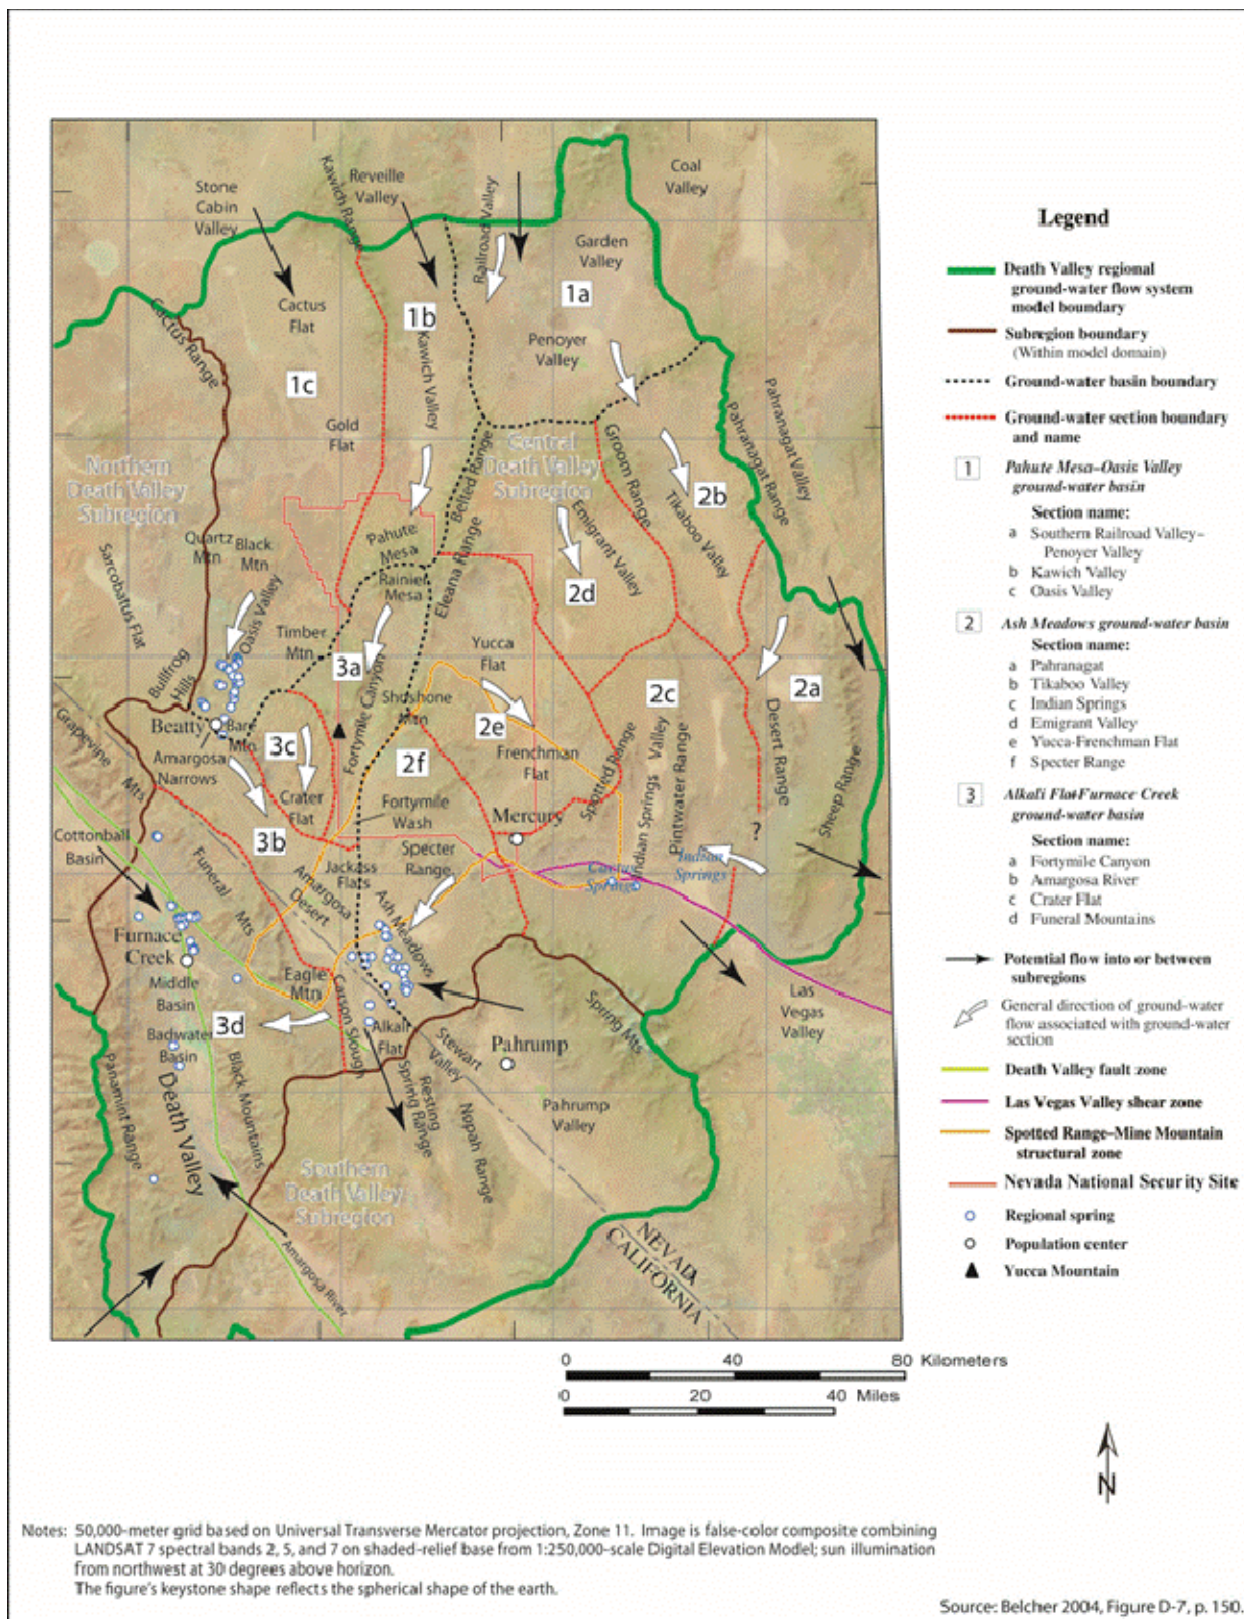 Coal
Valley
Reveille
Valley
Kawich Range
Stone
Cabin
Valley
Railroad Valley
Garden
Valley
1a
Cactus
Flat
1b
Cactus Range
Kawich Valley
Penoyer
Valley
1c
Pahranagat Valley
Pahranagat Range
Gold
Flat
Groom Range
Belted Range
Central
Death Valley
Subregion
Northern
Death Valley
Subregion
2b
Tikaboo Valley
Emigrant Valley
Quartz
Mtn
Black
Mtn
Pahute
Mesa
Eleana Range
Rainier
Mesa
2d
Sarcobatus Flat
Oasis Valley
Timber
Mtn
Yucca
Flat
3a
Bullfrog
Hills
Fortymile Canyon
Shoshone
Mtn
2c
2a
Grapevine
Mts
Beatty
Bare
Mtn
3c
2e
Desert Range
Amargosa
Narrows
2f
Frenchman
Flat
Spotted Range
Indian Springs Valley
Pintwater Range
Sheep Range
Crater
Flat
Fortymile
Wash
Mercury
?
Cottonball
Basin
3b
Specter
Range
Indian
Springs
Cactus
Springs
Funeral
Mts
Jackass
Flats
Amargosa
Desert
Ash Meadows
Furnace
Creek
Eagle
Mtn
Middle
Basin
Carson Slough
Las
Vegas
Valley
3d
Spring Mts
Badwater
Basin
Alkali
Flat
Stewart
Valley
Pahrump
Panamint Range
Black Mountains
Death Valley
Resting
Spring Range
Nopah Range
Pahrump
Valley
Southern
Death Valley
Subregion
Amargosa River
NEVADA
CALIFORNIA
Legend
Death Valley regional
ground-water flow system
model boundary
Subregion boundary
(Within model domain)
Ground-water basin boundary
Ground-water section boundary
and name
1 Pahute Mesa–Oasis Valley
ground-water basin
Section name:
a Southern Railroad Valley–
Penoyer Valley
b Kawich Valley
c Oasis Valley
2 Ash Meadows ground-water basin
Section name:
a Pahranagat
b Tikaboo Valley
c Indian Springs
d Emigrant Valley
e Yucca-Frenchman Flat
f Specter Range
3 Alkali Flat-Furnace Creek
ground-water basin
Section name:
a Fortymile Canyon
b Amargosa River
c Crater Flat
d Funeral Mountains
Potential flow into or between
subregions
General direction of ground-water
flow associated with ground-water
section
Death Valley fault zone
Las Vegas Valley shear zone
Spotted Range–Mine Mountain
structural zone
Nevada National Security Site
Regional spring
Population center
Yucca Mountain
0 40 80 Kilometers
0 20 40 Miles
N
Notes: 50,000-meter grid based on Universal Transverse Mercator projection, Zone 11. Image is false-color composite combining
LANDSAT 7 spectral bands 2, 5, and 7 on shaded-relief base from 1:250,000-scale Digital Elevation Model; sun illumination
from northwest at 30 degrees above horizon.
The figure's keystone shape reflects the spherical shape of the earth.
Source: Belcher 2004, Figure D-7, p. 150.